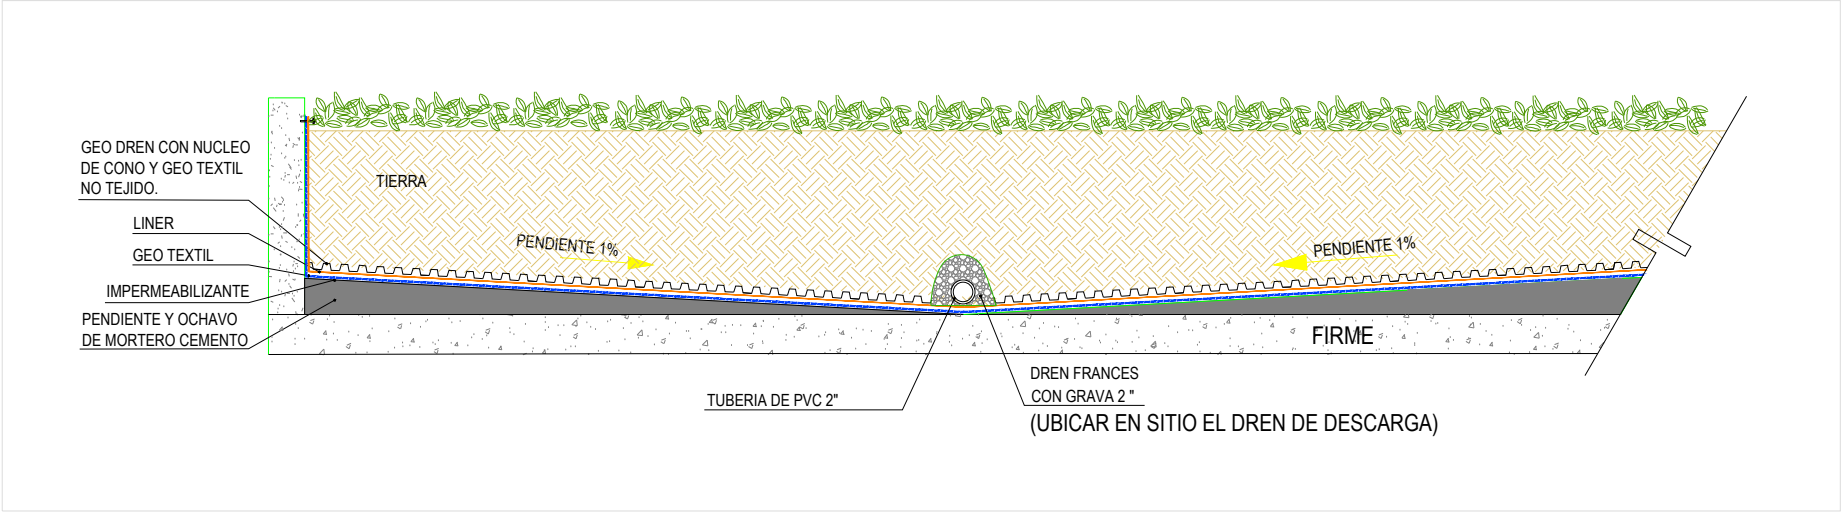 GEO DREN CON NUCLEO
DE CONO Y GEO TEXTIL
NO TEJIDO.
LINER
GEO TEXTIL
IMPERMEABILIZANTE
PENDIENTE Y OCHAVO
DE MORTERO CEMENTO
TIERRA
PENDIENTE 1%
PENDIENTE 1%
FIRME
TUBERIA DE PVC 2"
DREN FRANCES
CON GRAVA 2 "
(UBICAR EN SITIO EL DREN DE DESCARGA)